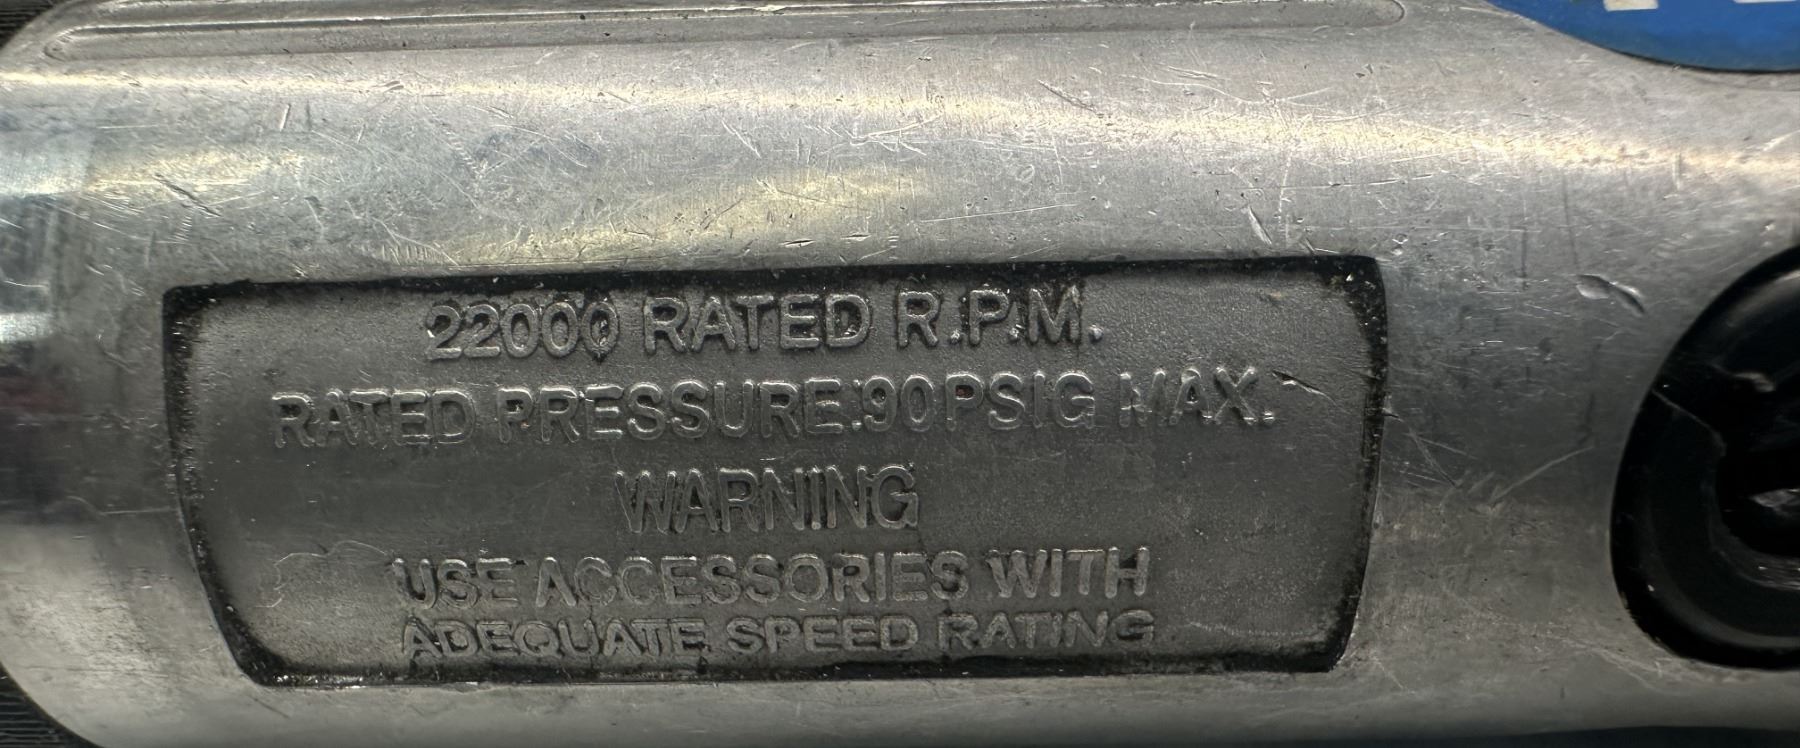 22000 RATED R.P.M.
RATED PRESSURE:90PSIG MAX.
WARNING
USE ACCESSORIES WITH
ADEQUATE SPEED RATING